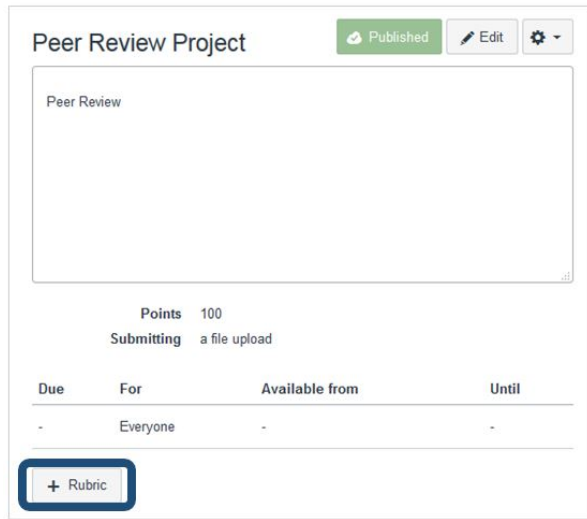 Peer Review Project Published Edit
Peer Review
Points 100
Submitting a file upload
Due For Available from Until
- Everyone - -
+ Rubric